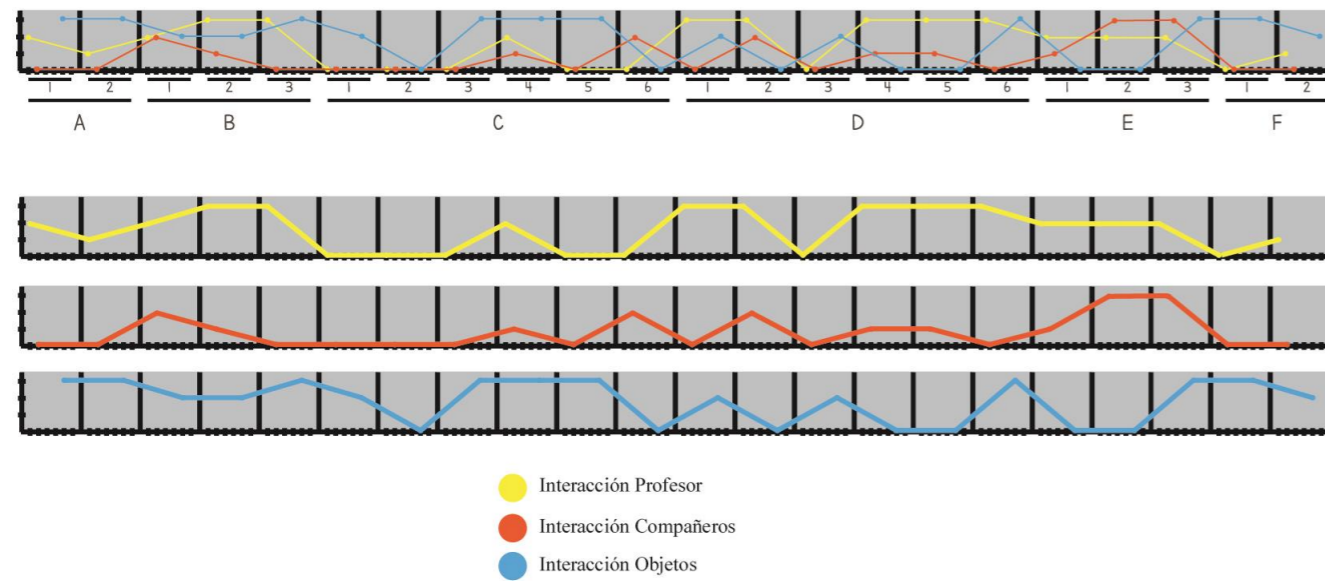 1 2 1 2 3 1 2 3 4 5 6 1 2 3 4 5 6 1 2 3 1 2
A B C D E F
Interacción Profesor
Interacción Compañeros
Interacción Objetos